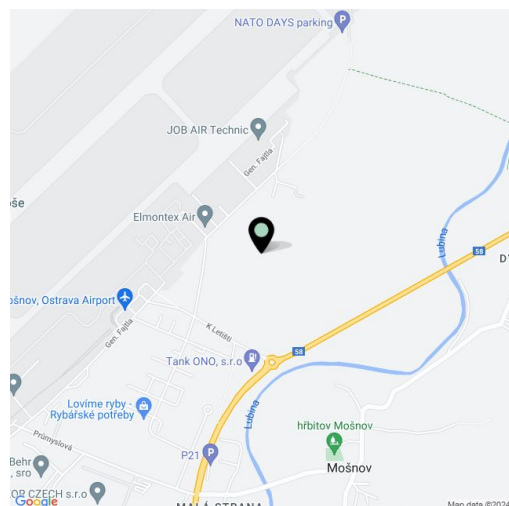 NATO DAYS parking
P
JOB AIR Technic
Gen. Fajtla
oše
Elmontex Air
Lubina
58
D'
ošnov, Ostrava Airport
Gen. Fajtla
K Letišti
58
Tank ONO, s.r.o
Lovíme ryby -
Rybářské potřeby
Lubina
hřbitov Mošnov
Průmyslová
P21
P
Mošnov
Behr
, sro
OR CZECH s.r.o
MALÁ STRANA
Google
Map data ©2024